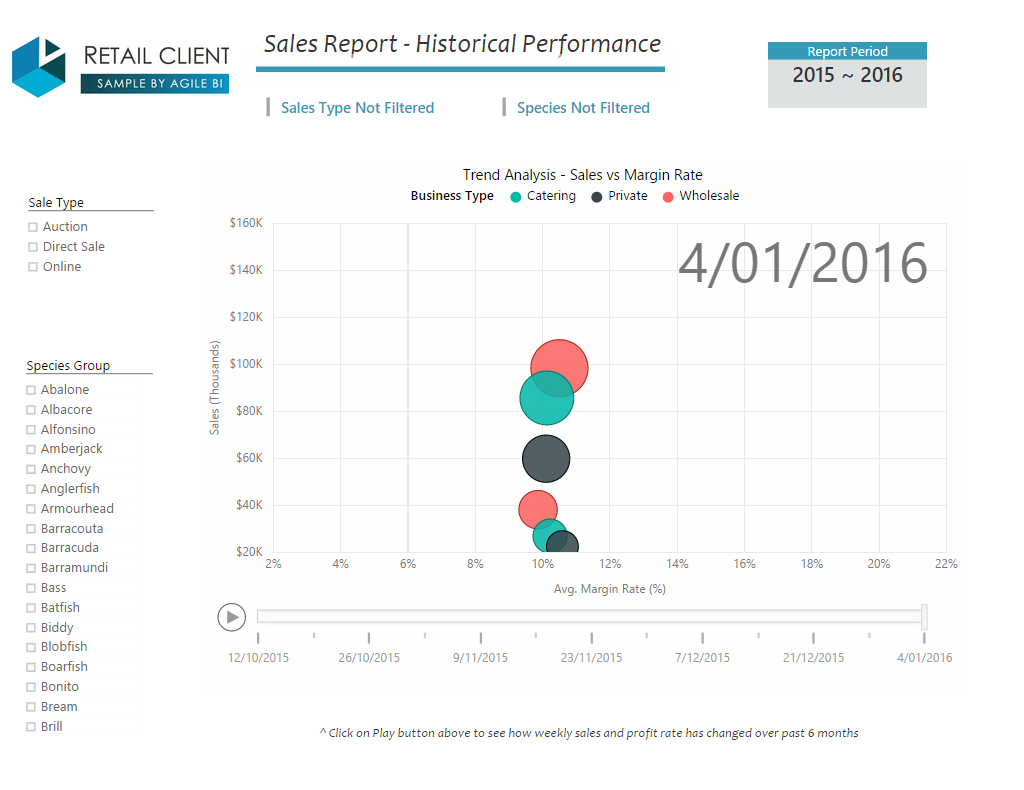 RETAIL CLIENT
SAMPLE BY AGILE BI
Sales Report - Historical Performance
Sales Type Not Filtered
Species Not Filtered
Report Period
2015 ~ 2016
Sale Type
Auction
Direct Sale
Online
Species Group
Abalone
Albacore
Alfonsino
Amberjack
Anchovy
Anglerfish
Armourhead
Barracouta
Barracuda
Barramundi
Bass
Batfish
Biddy
Blobfish
Boarfish
Bonito
Bream
Brill
Trend Analysis - Sales vs Margin Rate
Business Type Catering Private Wholesale
4/01/2016
Sales (Thousands)
$160K
$140K
$120K
$100K
$80K
$60K
$40K
$20K
2% 4% 6% 8% 10% 12% 14% 16% 18% 20% 22%
Avg. Margin Rate (%)
12/10/2015 26/10/2015 9/11/2015 23/11/2015 7/12/2015 21/12/2015 4/01/2016
^ Click on Play button above to see how weekly sales and profit rate has changed over past 6 months